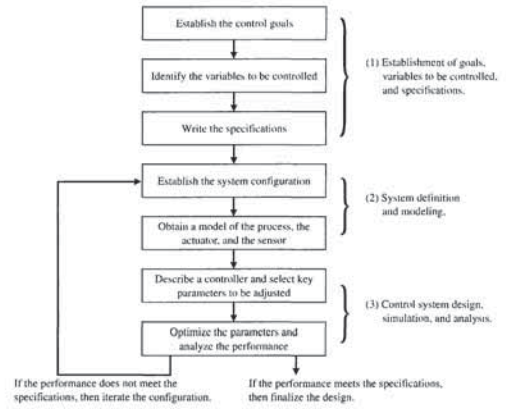 Establish the control goals
Identify the variables to be controlled
Write the specifications
(1) Establishment of goals,
variables to be controlled,
and specifications.
Establish the system configuration
Obtain a model of the process, the
actuator, and the sensor
(2) System definition
and modeling.
Describe a controller and select key
parameters to be adjusted
Optimize the parameters and
analyze the performance
(3) Control system design,
simulation, and analysis.
If the performance does not meet the
specifications, then iterate the configuration.
If the performance meets the specifications,
then finalize the design.